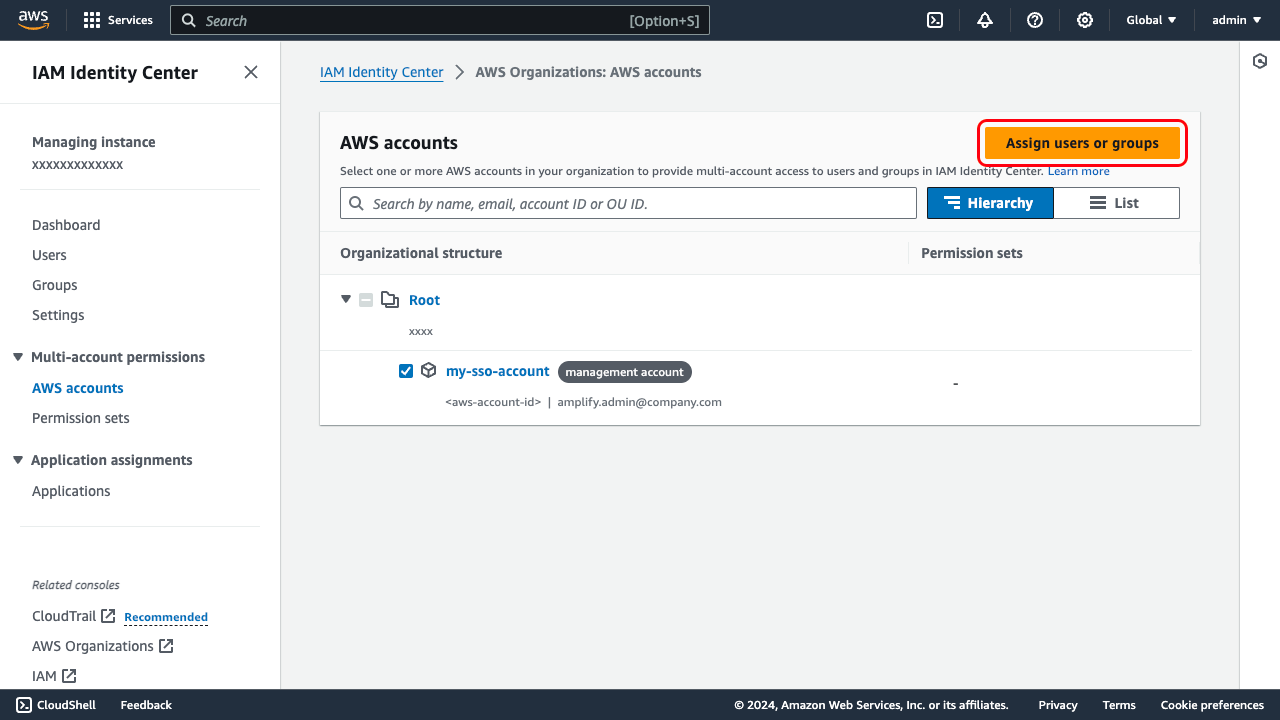 aws
Services
Search
[Option+S]
Global
admin
IAM Identity Center
Managing instance
xxxxxxxxxxxxx
Dashboard
Users
Groups
Settings
Multi-account permissions
AWS accounts
Permission sets
Application assignments
Applications
Related consoles
CloudTrail Recommended
AWS Organizations
IAM
IAM Identity Center
AWS Organizations: AWS accounts
AWS accounts
Assign users or groups
Select one or more AWS accounts in your organization to provide multi-account access to users and groups in IAM Identity Center. Learn more
Search by name, email, account ID or OU ID.
Hierarchy
List
Organizational structure
Permission sets
Root
xxxx
my-sso-account management account
-
<aws-account-id> | amplify.admin@company.com
CloudShell
Feedback
© 2024, Amazon Web Services, Inc. or its affiliates.
Privacy
Terms
Cookie preferences